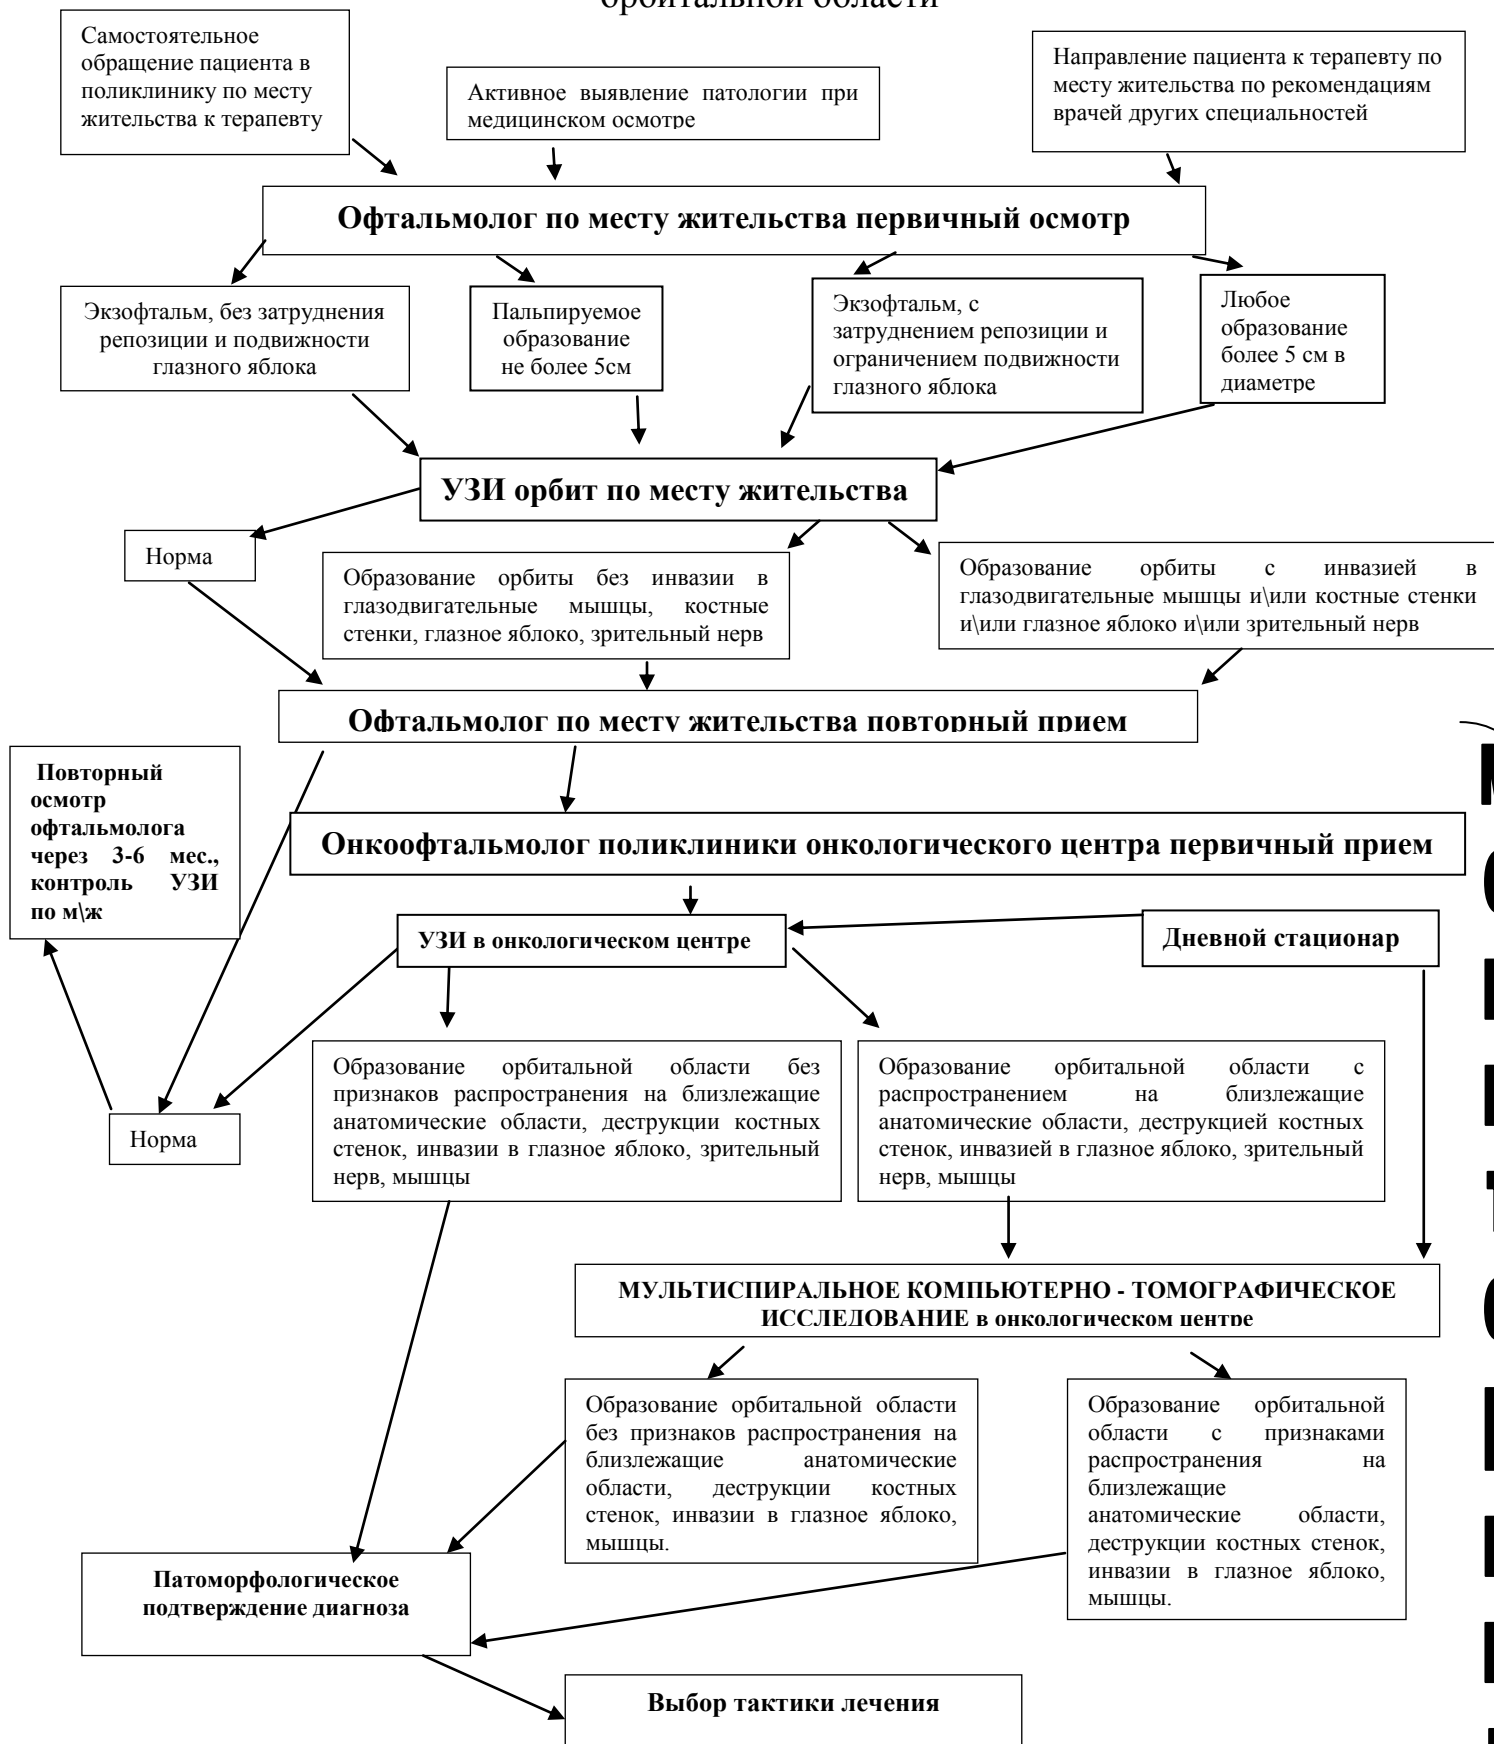 орбитальной области
Самостоятельное
обращение пациента в
поликлинику по месту
жительства к терапевту
Активное выявление патологии при
медицинском осмотре
Направление пациента к терапевту по
месту жительства по рекомендациям
врачей других специальностей
Офтальмолог по месту жительства первичный осмотр
Экзофтальм, без затруднения
репозиции и подвижности
глазного яблока
Пальпируемое
образование
не более 5см
Экзофтальм, с
затруднением репозиции и
ограничением подвижности
глазного яблока
Любое
образование
более 5 см в
диаметре
УЗИ орбит по месту жительства
Норма
Образование орбиты без инвазии в
глазодвигательные мышцы, костные
стенки, глазное яблоко, зрительный нерв
Образование орбиты с инвазией в
глазодвигательные мышцы и\или костные стенки
и\или глазное яблоко и\или зрительный нерв
Офтальмолог по месту жительства повторный прием
Повторный
осмотр
офтальмолога
через 3-6 мес.,
контроль УЗИ
по м\ж
Онкоофтальмолог поликлиники онкологического центра первичный прием
УЗИ в онкологическом центре
Дневной стационар
Норма
Образование орбитальной области без
признаков распространения на близлежащие
анатомические области, деструкции костных
стенок, инвазии в глазное яблоко, зрительный
нерв, мышцы
Образование орбитальной области с
распространением на близлежащие
анатомические области, деструкцией костных
стенок, инвазией в глазное яблоко, зрительный
нерв, мышцы
МУЛЬТИСПИРАЛЬНОЕ КОМПЬЮТЕРНО - ТОМОГРАФИЧЕСКОЕ
ИССЛЕДОВАНИЕ в онкологическом центре
Образование орбитальной области
без признаков распространения на
близлежащие анатомические
области, деструкции костных
стенок, инвазии в глазное яблоко,
мышцы.
Образование орбитальной
области с признаками
распространения на
близлежащие
анатомические области,
деструкции костных стенок,
инвазии в глазное яблоко,
мышцы.
Патоморфологическое
подтверждение диагноза
Выбор тактики лечения